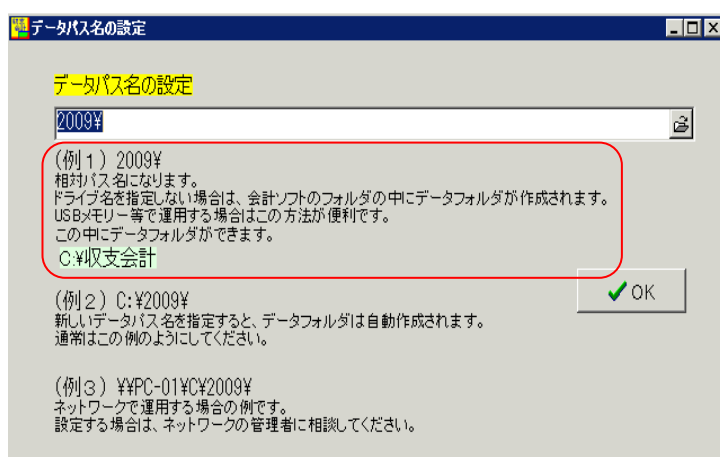 データパス名の設定
データパス名の設定
2009¥
(例1) 2009¥
相対パス名になります。
ドライブ名を指定しない場合は、会計ソフトのフォルダの中にデータフォルダが作成されます。
USBメモリー等で運用する場合はこの方法が便利です。
この中にデータフォルダができます。
C:¥収支会計
OK
(例2) C:¥2009¥
新しいデータパス名を指定すると、データフォルダは自動作成されます。
通常はこの例のようにしてください。
(例3) ¥¥PC-01¥C¥2009¥
ネットワークで運用する場合の例です。
設定する場合は、ネットワークの管理者に相談してください。